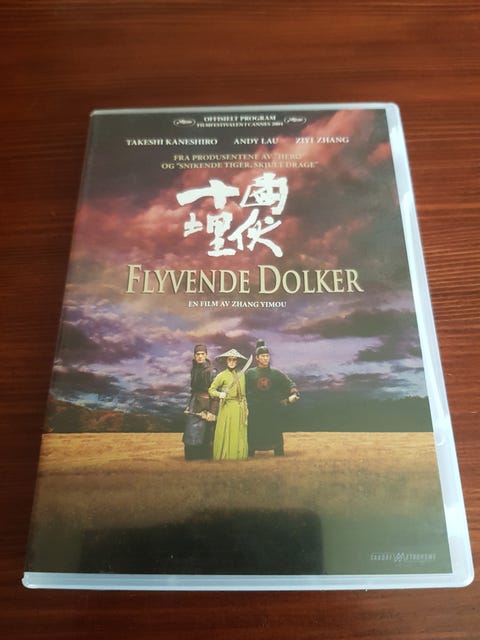 OFFISIELT PROGRAM
FILMFESTIVALEN I CANNES 2004
TAKESHI KANESHIRO ANDY LAU ZIYI ZHANG
FRA PRODUSENTENE AV "HERO"
OG "SNIKENDE TIGER, SKJULT DRAGE"
十面
埋伏
FLYVENDE DOLKER
EN FILM AV ZHANG YIMOU